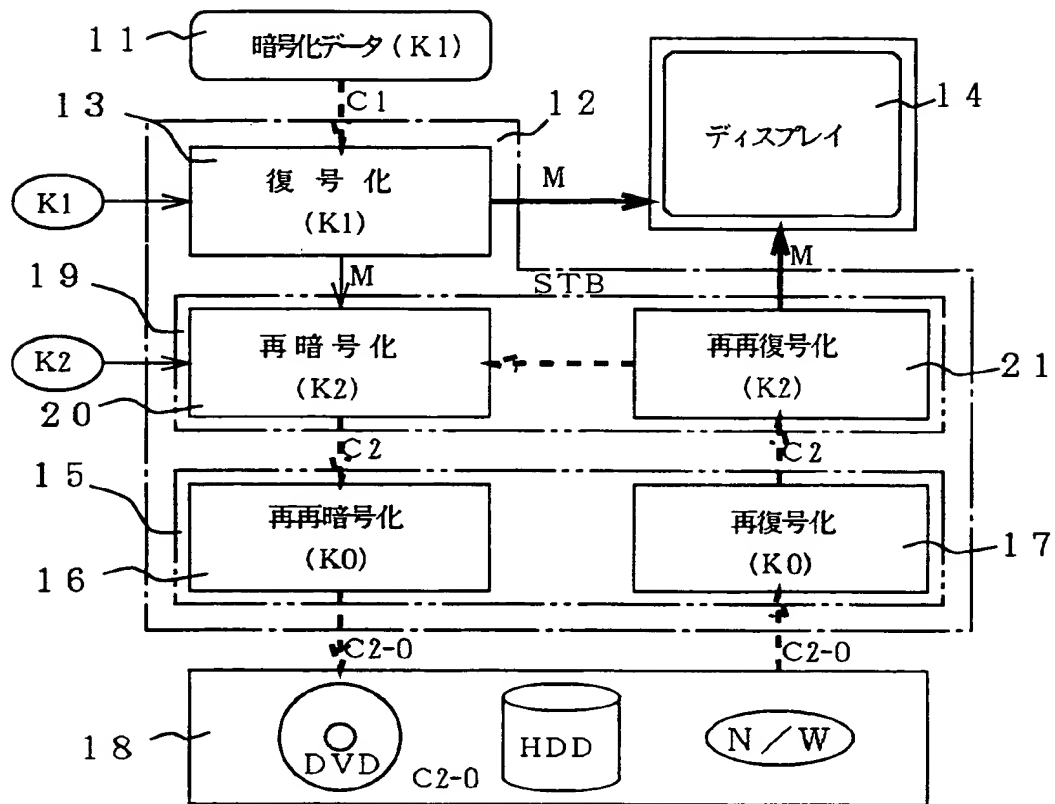 11
暗号化データ(K1)
C1
13
12
14
ディスプレイ
復号化
(K1)
K1
M
M
M
STB
19
再暗号化
(K2)
再再復号化
(K2)
K2
20
21
C2
C2
15
再再暗号化
(K0)
再復号化
(K0)
16
17
C2-0
C2-0
18
DVD
HDD
N/W
C2-0